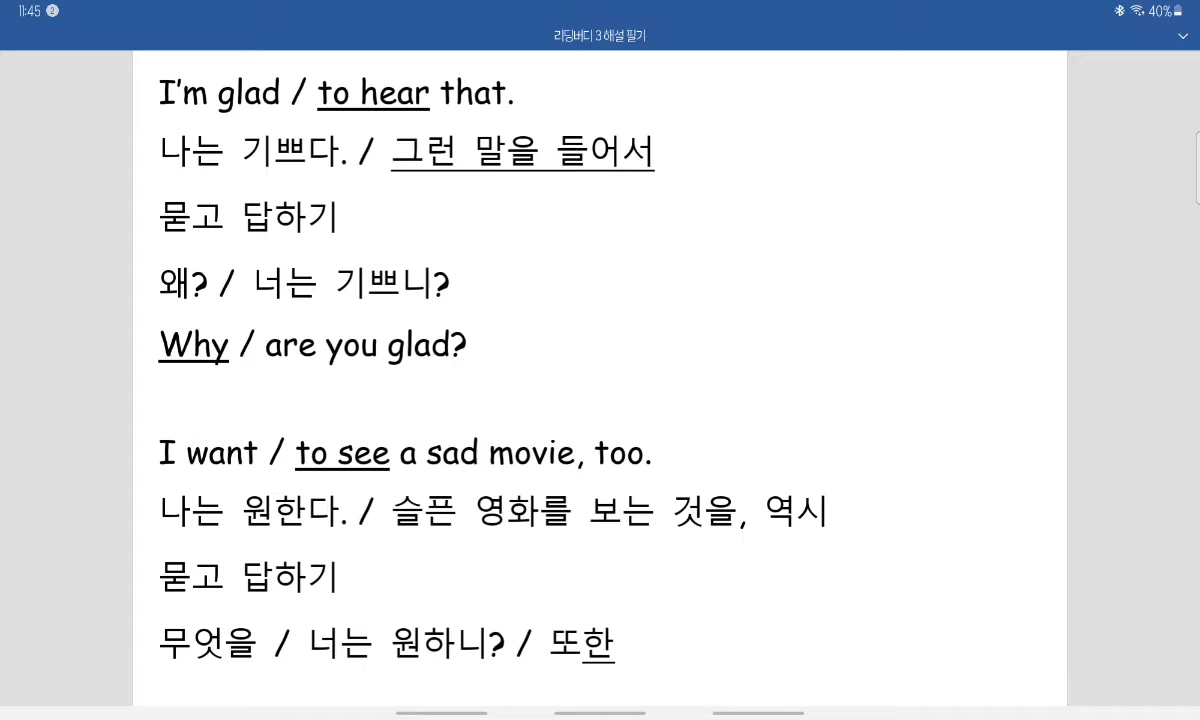 11:45 2 40%
리딩버디 3 해설 필기
I'm glad / to hear that.
나는 기쁘다. / 그런 말을 들어서
묻고 답하기
왜? / 너는 기쁘니?
Why / are you glad?
I want / to see a sad movie, too.
나는 원한다. / 슬픈 영화를 보는 것을, 역시
묻고 답하기
무엇을 / 너는 원하니? / 또한